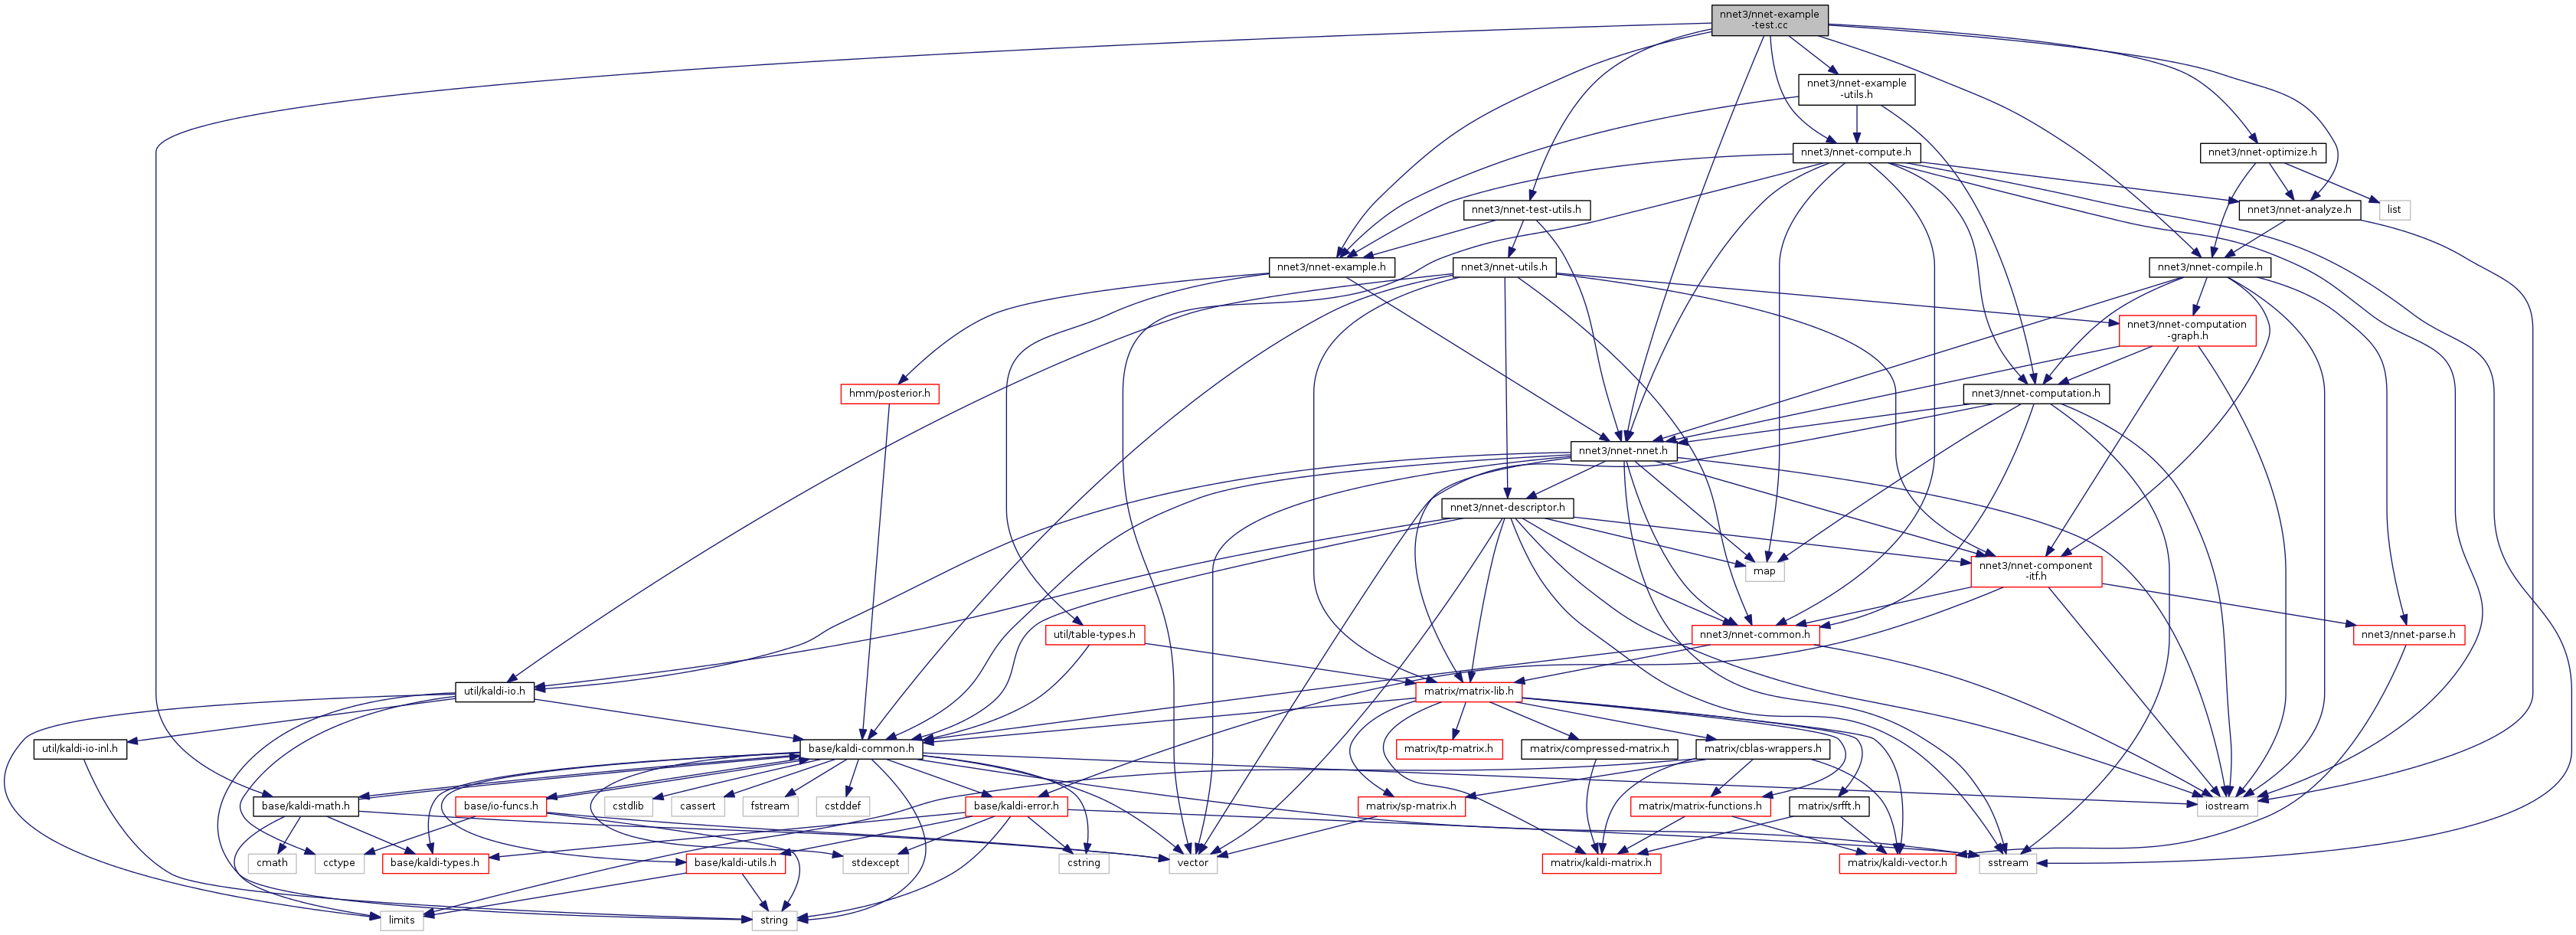 nnet3/nnet-example
-test.cc
nnet3/nnet-example
-utils.h
nnet3/nnet-compute.h
nnet3/nnet-optimize.h
nnet3/nnet-test-utils.h
nnet3/nnet-analyze.h
list
nnet3/nnet-example.h
nnet3/nnet-utils.h
nnet3/nnet-compile.h
nnet3/nnet-computation
-graph.h
hmm/posterior.h
nnet3/nnet-computation.h
nnet3/nnet-nnet.h
nnet3/nnet-descriptor.h
map
nnet3/nnet-component
-itf.h
util/table-types.h
nnet3/nnet-common.h
nnet3/nnet-parse.h
util/kaldi-io.h
matrix/matrix-lib.h
util/kaldi-io-inl.h
base/kaldi-common.h
matrix/tp-matrix.h
matrix/compressed-matrix.h
matrix/cblas-wrappers.h
base/kaldi-math.h
base/io-funcs.h
cstdlib
cassert
fstream
cstddef
base/kaldi-error.h
matrix/sp-matrix.h
matrix/matrix-functions.h
matrix/srfft.h
iostream
cmath
cctype
base/kaldi-types.h
base/kaldi-utils.h
stdexcept
cstring
vector
matrix/kaldi-matrix.h
matrix/kaldi-vector.h
sstream
limits
string